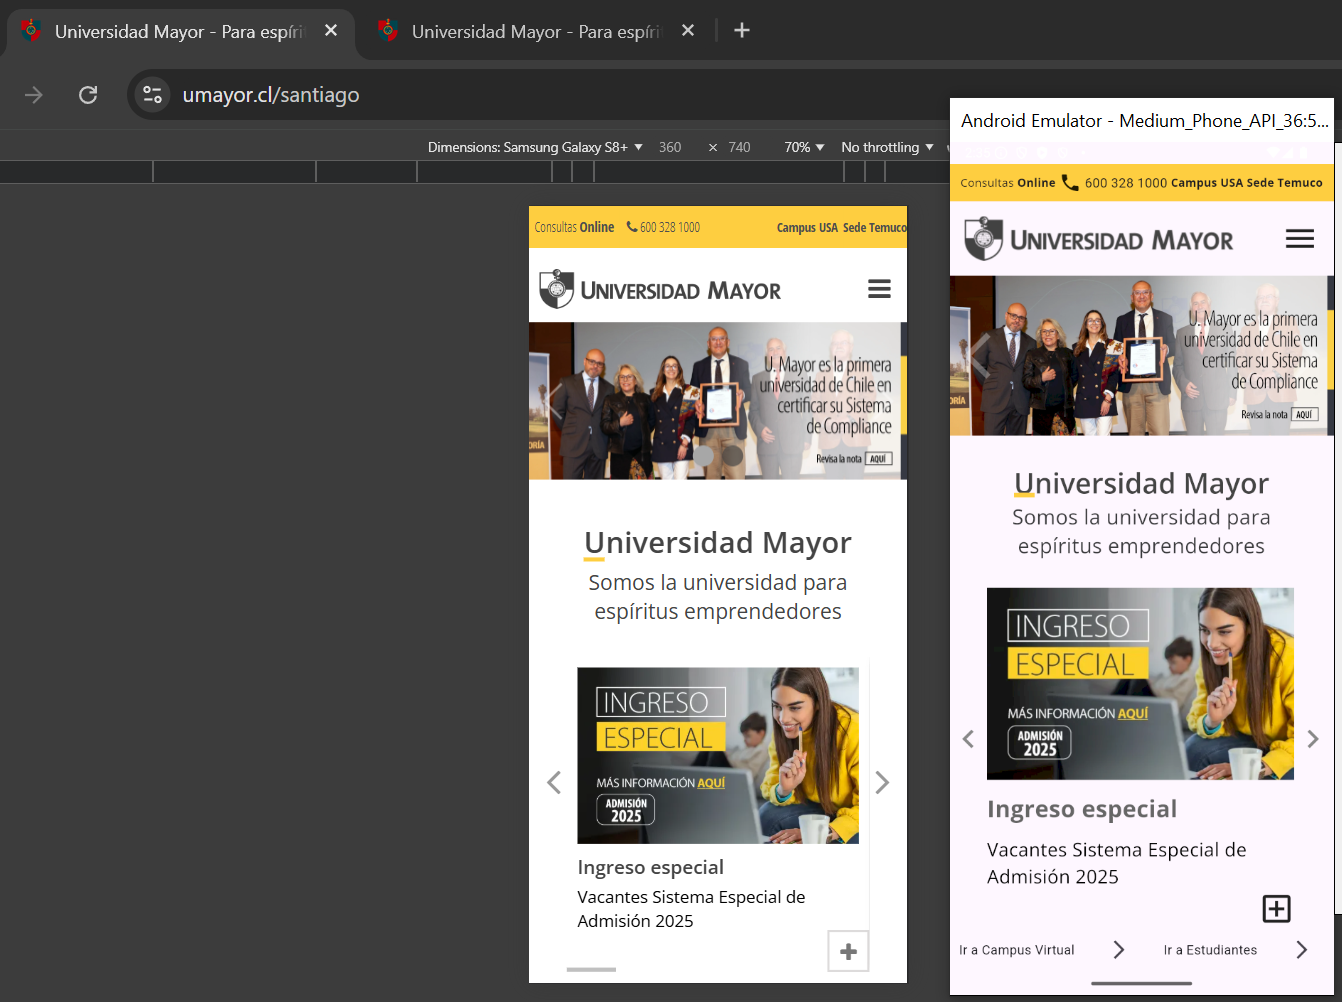 Universidad Mayor - Para espíri
Universidad Mayor - Para espíri
umayor.cl/santiago
Dimensions: Samsung Galaxy S8+ 360 × 740 70% No throttling
Consultas Online 600 328 1000 Campus USA Sede Temuco
UNIVERSIDAD MAYOR
U. Mayor es la primera
universidad de Chile en
certificar su Sistema
de Compliance
Revisa la nota AQUÍ
RÍA
Universidad Mayor
Somos la universidad para
espíritus emprendedores
INGRESO
ESPECIAL
MÁS INFORMACIÓN AQUÍ
ADMISIÓN
2025
Ingreso especial
Vacantes Sistema Especial de
Admisión 2025
Android Emulator - Medium_Phone_API_36:5...
Consultas Online 600 328 1000 Campus USA Sede Temuco
UNIVERSIDAD MAYOR
U. Mayor es la primera
universidad de Chile en
certificar su Sistema
de Compliance
Revisa la nota AQUÍ
ORÍA
Universidad Mayor
Somos la universidad para
espíritus emprendedores
INGRESO
ESPECIAL
MÁS INFORMACIÓN AQUÍ
ADMISIÓN
2025
Ingreso especial
Vacantes Sistema Especial de
Admisión 2025
Ir a Campus Virtual
Ir a Estudiantes